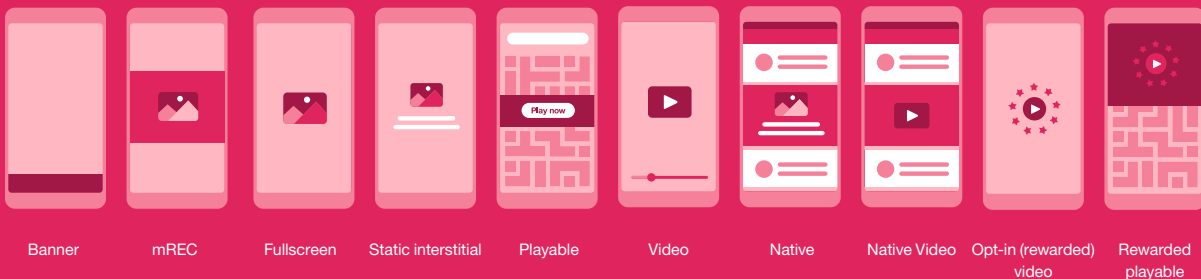 Play now
Banner
mREC
Fullscreen
Static interstitial
Playable
Video
Native
Native Video
Opt-in (rewarded)
video
Rewarded
playable